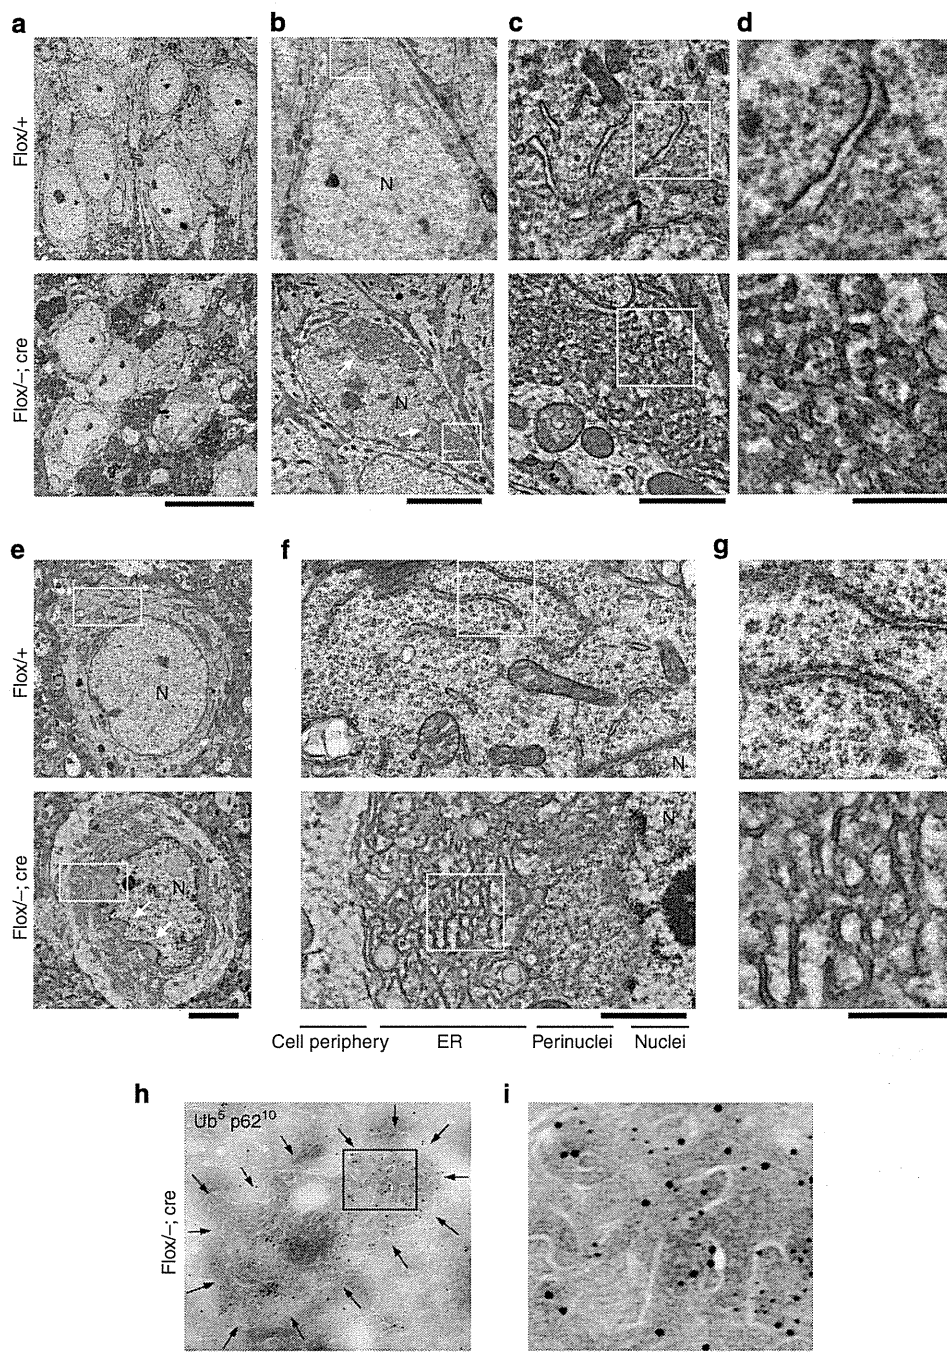 a b c d
Flox/+
N
Flox/–; cre
N
e f g
Flox/+
N
N
Flox/–; cre
N
N
Cell periphery ER Perinuclei Nuclei
h i
Ub⁵ p62¹⁰
Flox/–; cre